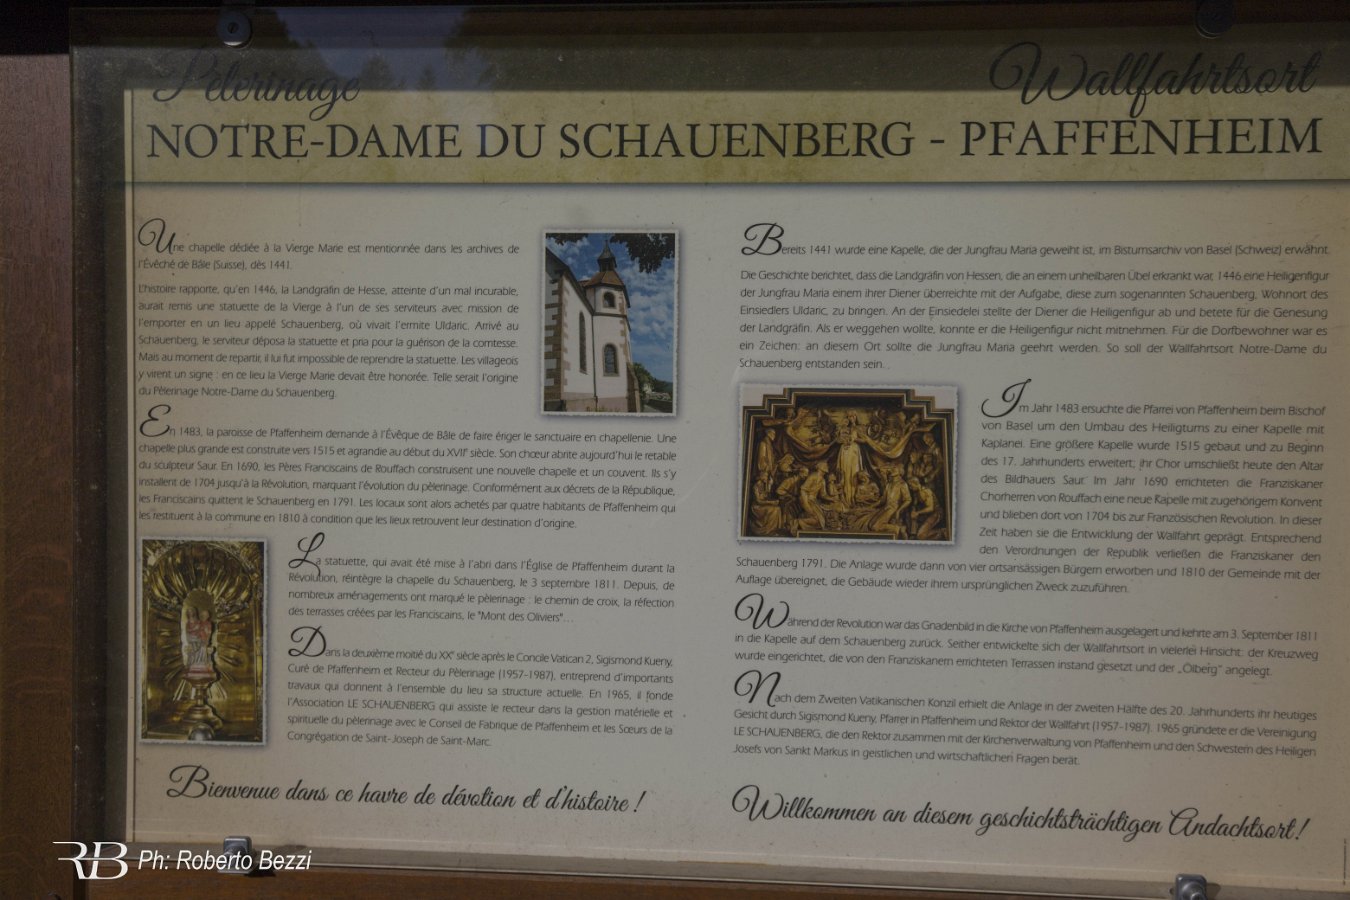 Pèlerinage
Wallfahrtsort
NOTRE-DAME DU SCHAUENBERG - PFAFFENHEIM
Une chapelle dédiée à la Vierge Marie est mentionnée dans les archives de
l'Évêché de Bâle (Suisse), dès 1441.
L'histoire rapporte, qu'en 1446, la Landgräfin de Hesse, atteinte d'un mal incurable,
aurait remis une statuette de la Vierge à l'un de ses serviteurs avec mission de
l'emporter en un lieu appelé Schauenberg, où vivait l'ermite Uldaric. Arrivé au
Schauenberg, le serviteur déposa la statuette et pria pour la guérison de la comtesse.
Mais au moment de repartir, il lui fut impossible de reprendre la statuette. Les villageois
y virent un signe : en ce lieu la Vierge Marie devait être honorée. Telle serait l'origine
du Pèlerinage Notre-Dame du Schauenberg.
En 1483, la paroisse de Pfaffenheim demande à l'Évêque de Bâle de faire ériger le sanctuaire en chapellenie. Une
chapelle plus grande est construite vers 1515 et agrandie au début du XVIIe siècle. Son chœur abrite aujourd'hui le retable
du sculpteur Saur. En 1690, les Pères Franciscains de Rouffach construisent une nouvelle chapelle et un couvent. Ils s'y
installent de 1704 jusqu'à la Révolution, marquant l'évolution du pèlerinage. Conformément aux décrets de la République,
les Franciscains quittent le Schauenberg en 1791. Les locaux sont alors achetés par quatre habitants de Pfaffenheim qui
les restituent à la commune en 1810 à condition que les lieux retrouvent leur destination d'origine.
La statuette, qui avait été mise à l'abri dans l'Église de Pfaffenheim durant la
Révolution, réintègre la chapelle du Schauenberg, le 3 septembre 1811. Depuis, de
nombreux aménagements ont marqué le pèlerinage : le chemin de croix, la réfection
des terrasses créées par les Franciscains, le "Mont des Oliviers"...
Dans la deuxième moitié du XXe siècle après le Concile Vatican 2, Sigismond Kueny,
Curé de Pfaffenheim et Recteur du Pèlerinage (1957-1987), entreprend d'importants
travaux qui donnent à l'ensemble du lieu sa structure actuelle. En 1965, il fonde
l'Association LE SCHAUENBERG qui assiste le recteur dans la gestion matérielle et
spirituelle du pèlerinage avec le Conseil de Fabrique de Pfaffenheim et les Sœurs de la
Congrégation de Saint-Joseph de Saint-Marc.
Bienvenue dans ce havre de dévotion et d'histoire !
Bereits 1441 wurde eine Kapelle, die der Jungfrau Maria geweiht ist, im Bistumsarchiv von Basel (Schweiz) erwähnt.
Die Geschichte berichtet, dass die Landgräfin von Hessen, die an einem unheilbaren Übel erkrankt war, 1446 eine Heiligenfigur
der Jungfrau Maria einem ihrer Diener überreichte mit der Aufgabe, diese zum sogenannten Schauenberg, Wohnort des
Einsiedlers Uldaric, zu bringen. An der Einsiedelei stellte der Diener die Heiligenfigur ab und betete für die Genesung
der Landgräfin. Als er weggehen wollte, konnte er die Heiligenfigur nicht mitnehmen. Für die Dorfbewohner war es
ein Zeichen: an diesem Ort sollte die Jungfrau Maria geehrt werden. So soll der Wallfahrtsort Notre-Dame du
Schauenberg entstanden sein.
Im Jahr 1483 ersuchte die Pfarrei von Pfaffenheim beim Bischof
von Basel um den Umbau des Heiligtums zu einer Kapelle mit
Kaplanei. Eine größere Kapelle wurde 1515 gebaut und zu Beginn
des 17. Jahrhunderts erweitert; ihr Chor umschließt heute den Altar
des Bildhauers Saur. Im Jahr 1690 errichteten die Franziskaner
Chorherren von Rouffach eine neue Kapelle mit zugehörigem Konvent
und blieben dort von 1704 bis zur Französischen Revolution. In dieser
Zeit haben sie die Entwicklung der Wallfahrt geprägt. Entsprechend
den Verordnungen der Republik verließen die Franziskaner den
Schauenberg 1791. Die Anlage wurde dann von vier ortsansässigen Bürgern erworben und 1810 der Gemeinde mit der
Auflage übereignet, die Gebäude wieder ihrem ursprünglichen Zweck zuzuführen.
Während der Revolution war das Gnadenbild in die Kirche von Pfaffenheim ausgelagert und kehrte am 3. September 1811
in die Kapelle auf dem Schauenberg zurück. Seither entwickelte sich der Wallfahrtsort in vielerlei Hinsicht: der Kreuzweg
wurde eingerichtet, die von den Franziskanern errichteten Terrassen instand gesetzt und der „Ölberg" angelegt.
Nach dem Zweiten Vatikanischen Konzil erhielt die Anlage in der zweiten Hälfte des 20. Jahrhunderts ihr heutiges
Gesicht durch Sigismond Kueny, Pfarrer in Pfaffenheim und Rektor der Wallfahrt (1957-1987). 1965 gründete er die Vereinigung
LE SCHAUENBERG, die den Rektor zusammen mit der Kirchenverwaltung von Pfaffenheim und den Schwestern des Heiligen
Josefs von Sankt Markus in geistlichen und wirtschaftlichen Fragen berät.
Willkommen an diesem geschichtsträchtigen Andachtsort!
RB Ph: Roberto Bezzi